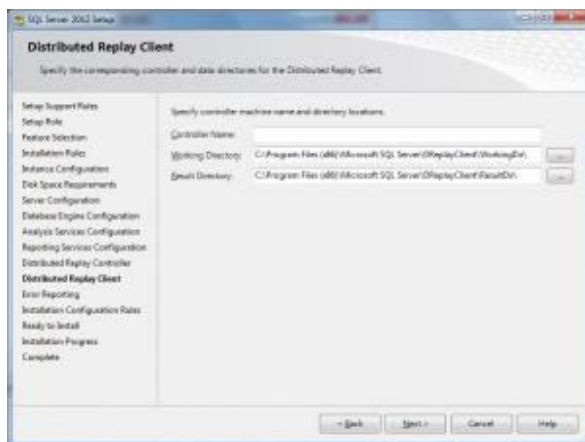 SQL Server 2012 Setup
Distributed Replay Client
Specify the corresponding controller and data directories for the Distributed Replay Client.
Setup Support Rules
Setup Role
Feature Selection
Installation Rules
Instance Configuration
Disk Space Requirements
Server Configuration
Database Engine Configuration
Analysis Services Configuration
Reporting Services Configuration
Distributed Replay Controller
Distributed Replay Client
Error Reporting
Installation Configuration Rules
Ready to Install
Installation Progress
Complete
Specify controller machine name and directory locations.
Controller Name:
Working Directory: C:\Program Files (x86)\Microsoft SQL Server\DReplayClient\WorkingDir\ ...
Result Directory: C:\Program Files (x86)\Microsoft SQL Server\DReplayClient\ResultDir\ ...
< Back Next > Cancel Help